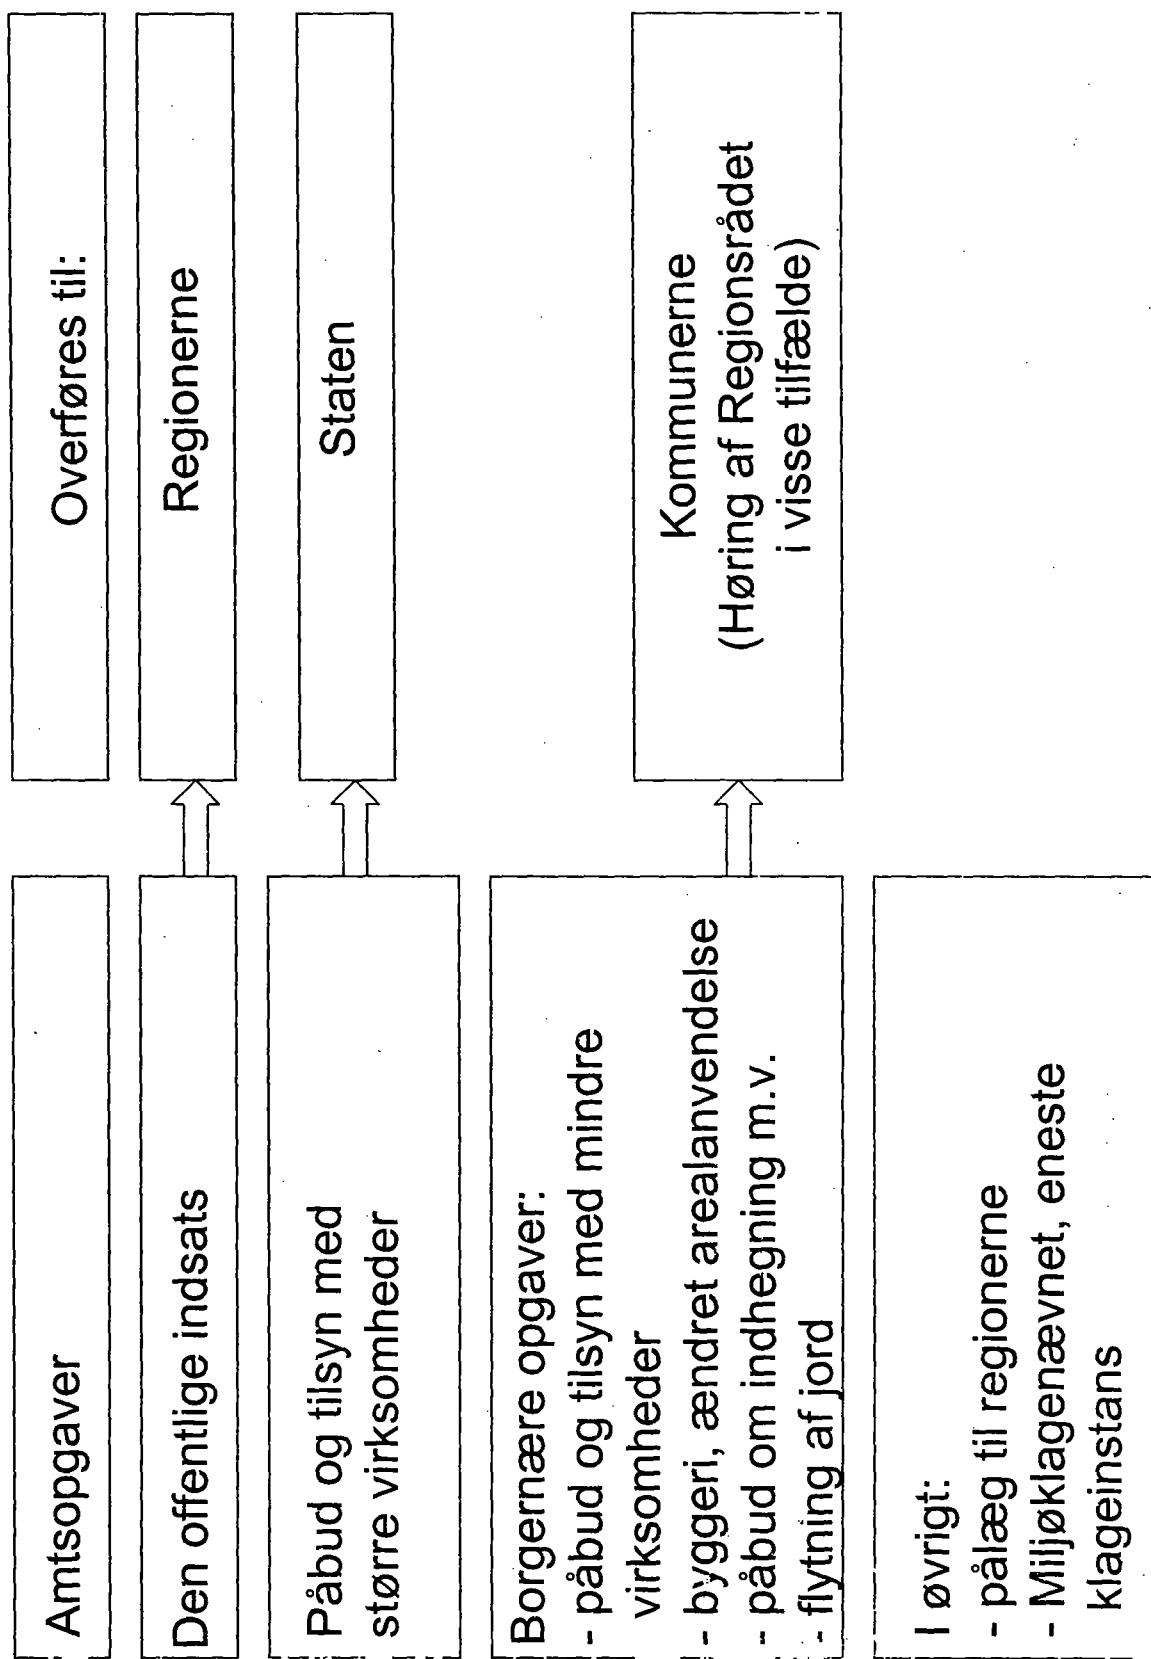 Amtsopgaver
Overføres til:
Den offentlige indsats
Regionerne
Påbud og tilsyn med
større virksomheder
Staten
Borgernære opgaver:
- påbud og tilsyn med mindre
virksomheder
- byggeri, ændret arealanvendelse
- påbud om indhegning m.v.
- flytning af jord
Kommunerne
(Høring af Regionsrådet
i visse tilfælde)
I øvrigt:
- pålæg til regionerne
- Miljøklagenævnet, eneste
klageinstans